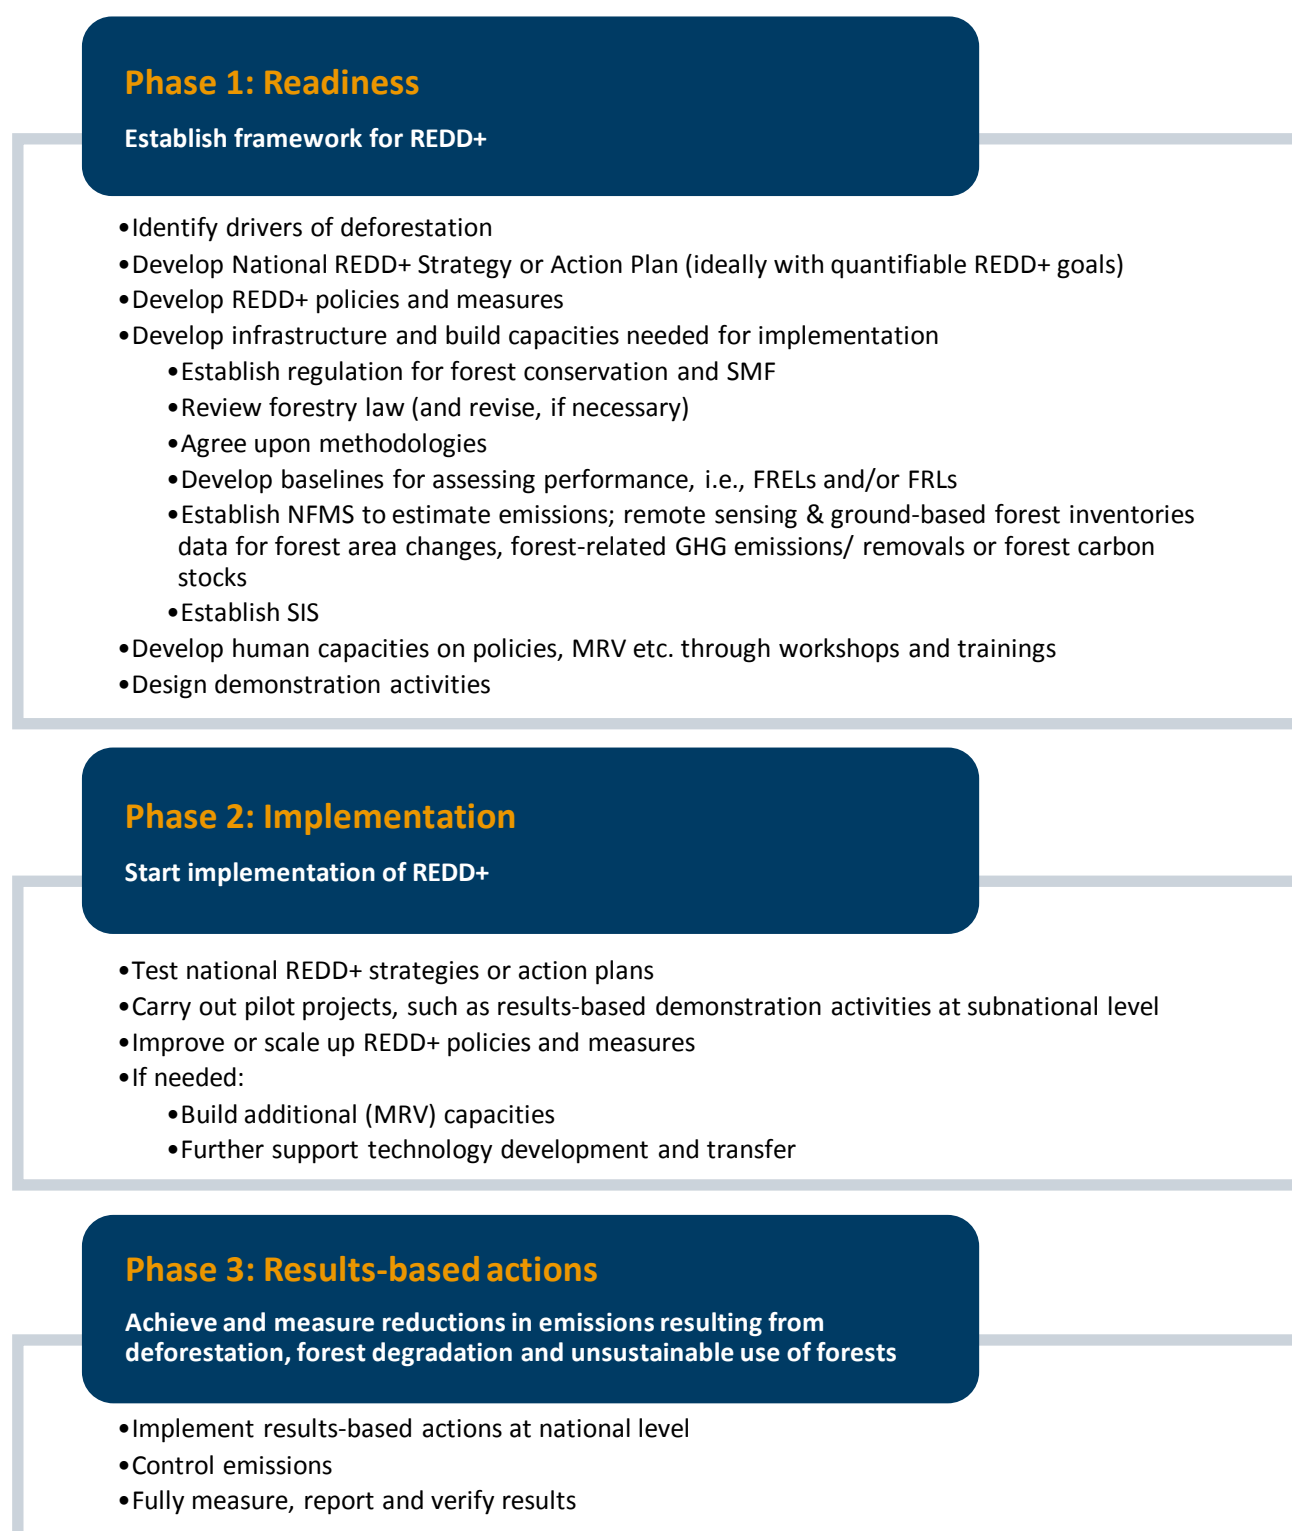 Phase 1: Readiness
Establish framework for REDD+
•Identify drivers of deforestation
•Develop National REDD+ Strategy or Action Plan (ideally with quantifiable REDD+ goals)
•Develop REDD+ policies and measures
•Develop infrastructure and build capacities needed for implementation
•Establish regulation for forest conservation and SMF
•Review forestry law (and revise, if necessary)
•Agree upon methodologies
•Develop baselines for assessing performance, i.e., FRELs and/or FRLs
•Establish NFMS to estimate emissions; remote sensing & ground-based forest inventories
data for forest area changes, forest-related GHG emissions/ removals or forest carbon
stocks
•Establish SIS
•Develop human capacities on policies, MRV etc. through workshops and trainings
•Design demonstration activities
Phase 2: Implementation
Start implementation of REDD+
•Test national REDD+ strategies or action plans
•Carry out pilot projects, such as results-based demonstration activities at subnational level
•Improve or scale up REDD+ policies and measures
•If needed:
•Build additional (MRV) capacities
•Further support technology development and transfer
Phase 3: Results-based actions
Achieve and measure reductions in emissions resulting from
deforestation, forest degradation and unsustainable use of forests
•Implement results-based actions at national level
•Control emissions
•Fully measure, report and verify results